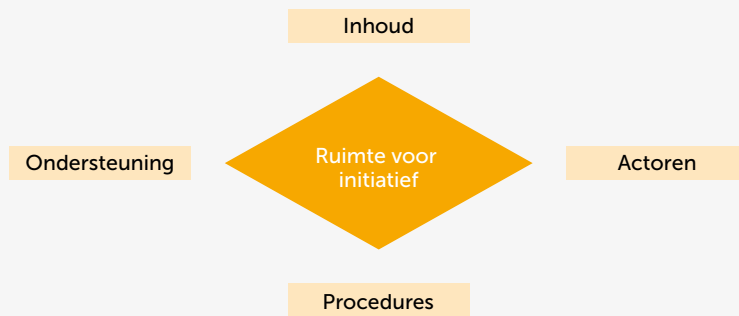 Inhoud
Ondersteuning
Ruimte voor
initiatief
Actoren
Procedures